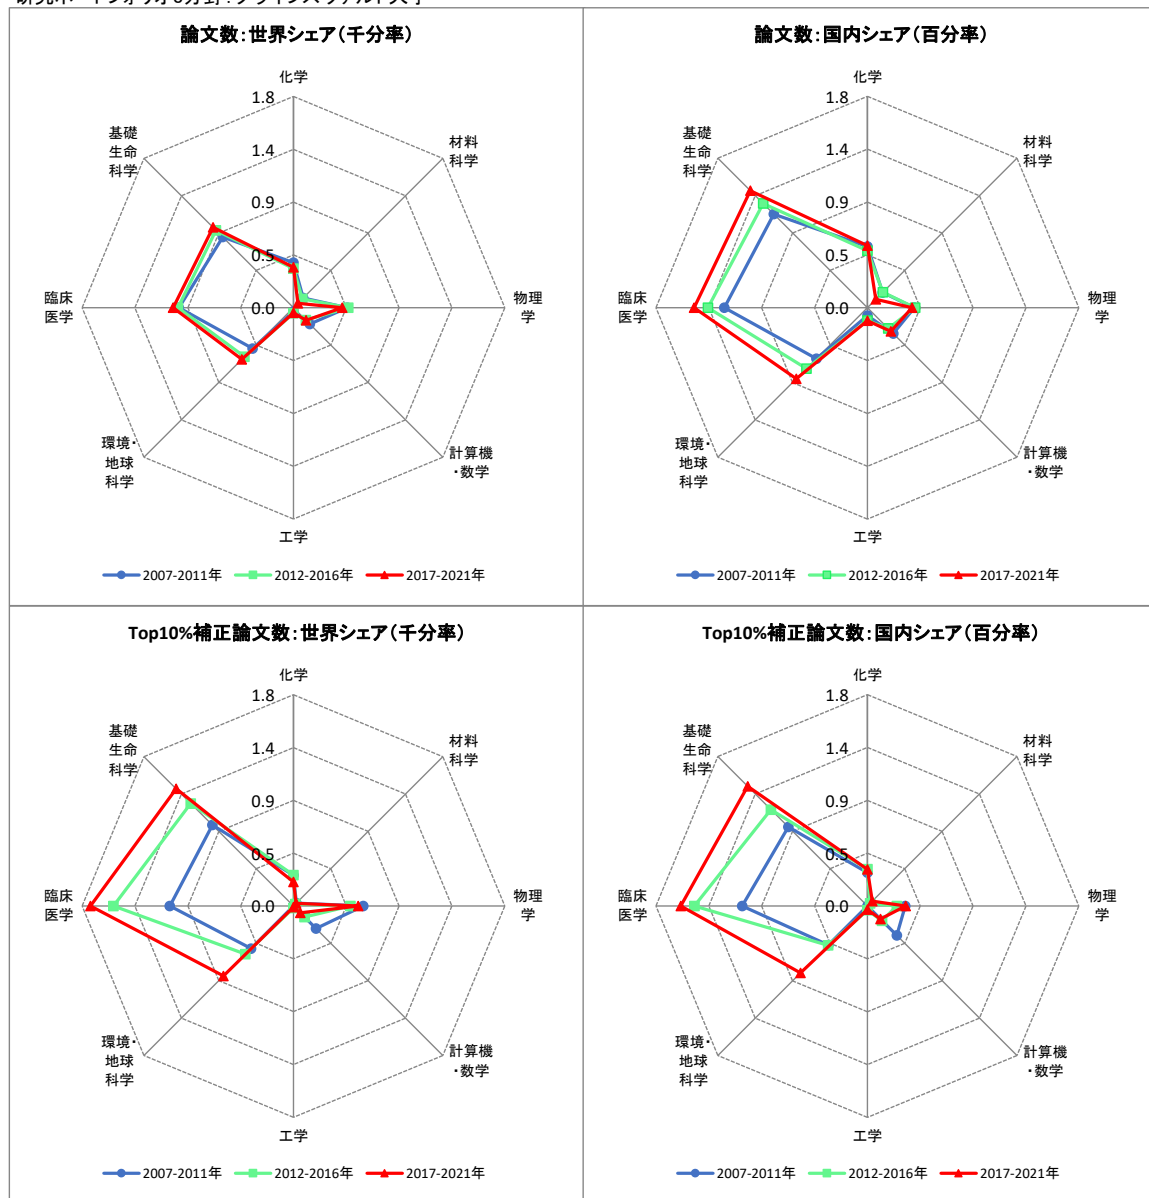 論文数:世界シェア(千分率)
化学
材料
科学
物理
学
計算機
・数学
工学
環境・
地球
科学
臨床
医学
基礎
生命
科学
1.8
1.4
0.9
0.5
0.0
2007-2011年 2012-2016年 2017-2021年
論文数:国内シェア(百分率)
化学
材料
科学
物理
学
計算機
・数学
工学
環境・
地球
科学
臨床
医学
基礎
生命
科学
1.8
1.4
0.9
0.5
0.0
2007-2011年 2012-2016年 2017-2021年
Top10%補正論文数:世界シェア(千分率)
化学
材料
科学
物理
学
計算機
・数学
工学
環境・
地球
科学
臨床
医学
基礎
生命
科学
1.8
1.4
0.9
0.5
0.0
2007-2011年 2012-2016年 2017-2021年
Top10%補正論文数:国内シェア(百分率)
化学
材料
科学
物理
学
計算機
・数学
工学
環境・
地球
科学
臨床
医学
基礎
生命
科学
1.8
1.4
0.9
0.5
0.0
2007-2011年 2012-2016年 2017-2021年